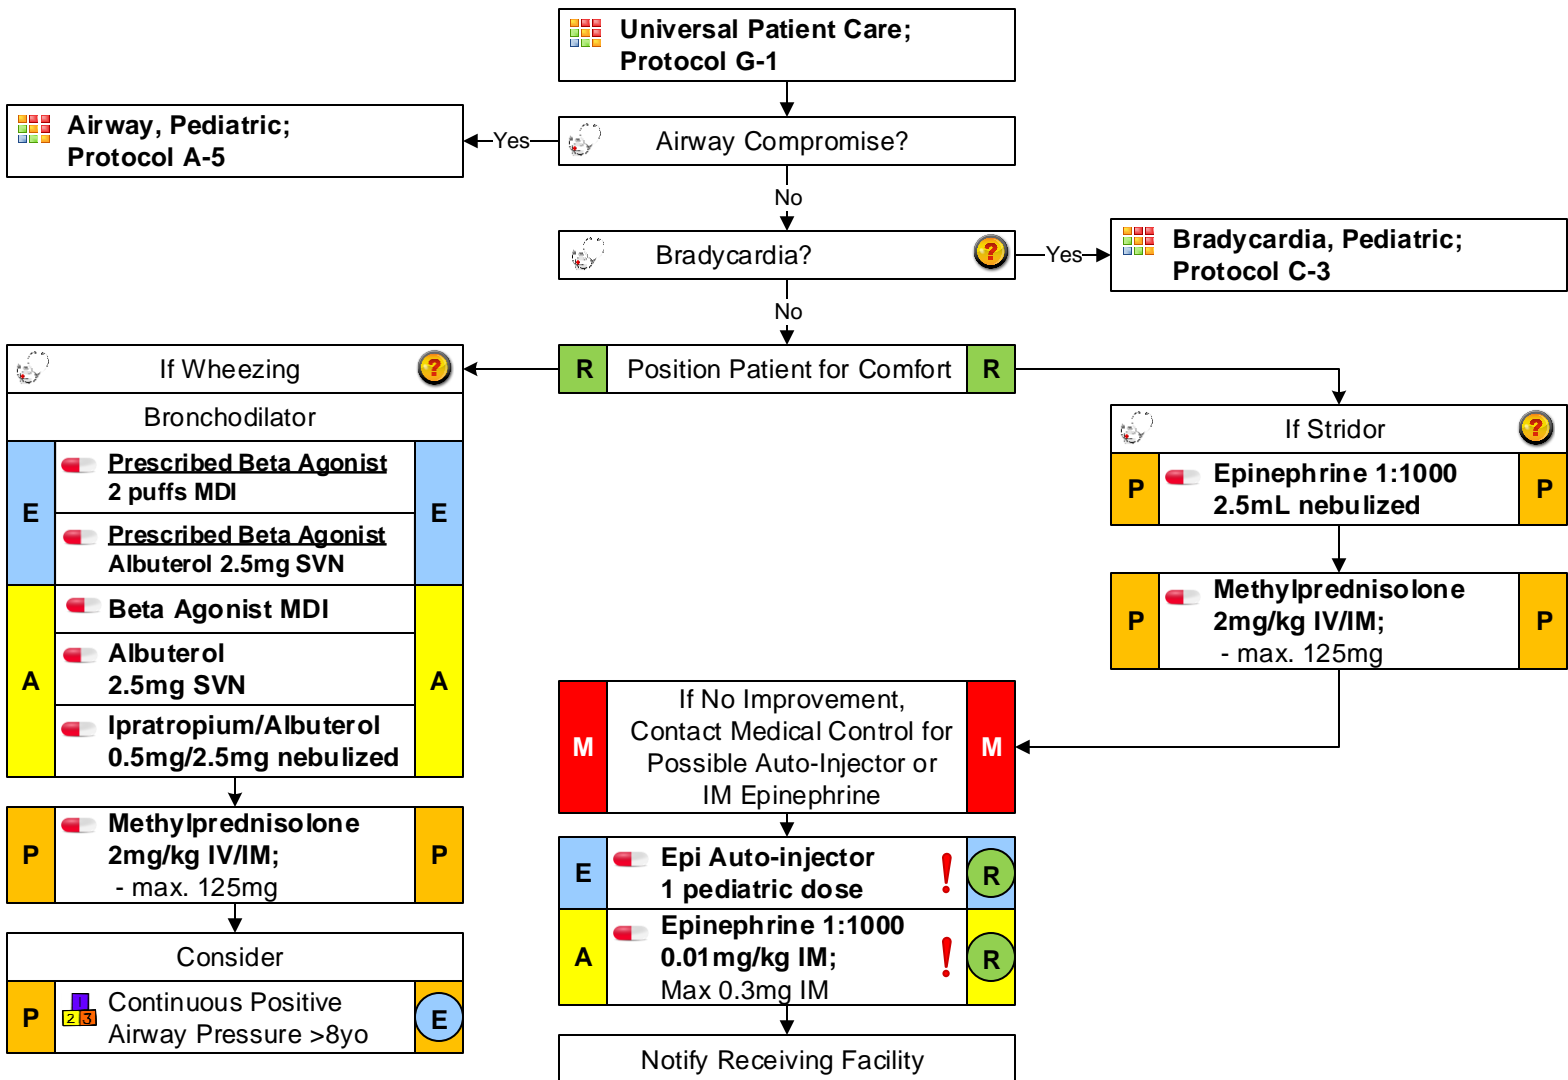 Universal Patient Care;
Protocol G-1
Airway, Pediatric;
Protocol A-5
Yes
Airway Compromise?
No
Bradycardia?
?
Yes
Bradycardia, Pediatric;
Protocol C-3
No
R
Position Patient for Comfort
R
If Wheezing
?
Bronchodilator
E
Prescribed Beta Agonist
2 puffs MDI
E
Prescribed Beta Agonist
Albuterol 2.5mg SVN
A
Beta Agonist MDI
A
Albuterol
2.5mg SVN
Ipratropium/Albuterol
0.5mg/2.5mg nebulized
P
Methylprednisolone
2mg/kg IV/IM;
- max. 125mg
P
Consider
P
1
2 3
Continuous Positive
Airway Pressure >8yo
E
If Stridor
?
P
Epinephrine 1:1000
2.5mL nebulized
P
P
Methylprednisolone
2mg/kg IV/IM;
- max. 125mg
P
M
If No Improvement,
Contact Medical Control for
Possible Auto-Injector or
IM Epinephrine
M
E
Epi Auto-injector
1 pediatric dose
!
R
A
Epinephrine 1:1000
0.01mg/kg IM;
Max 0.3mg IM
!
R
Notify Receiving Facility